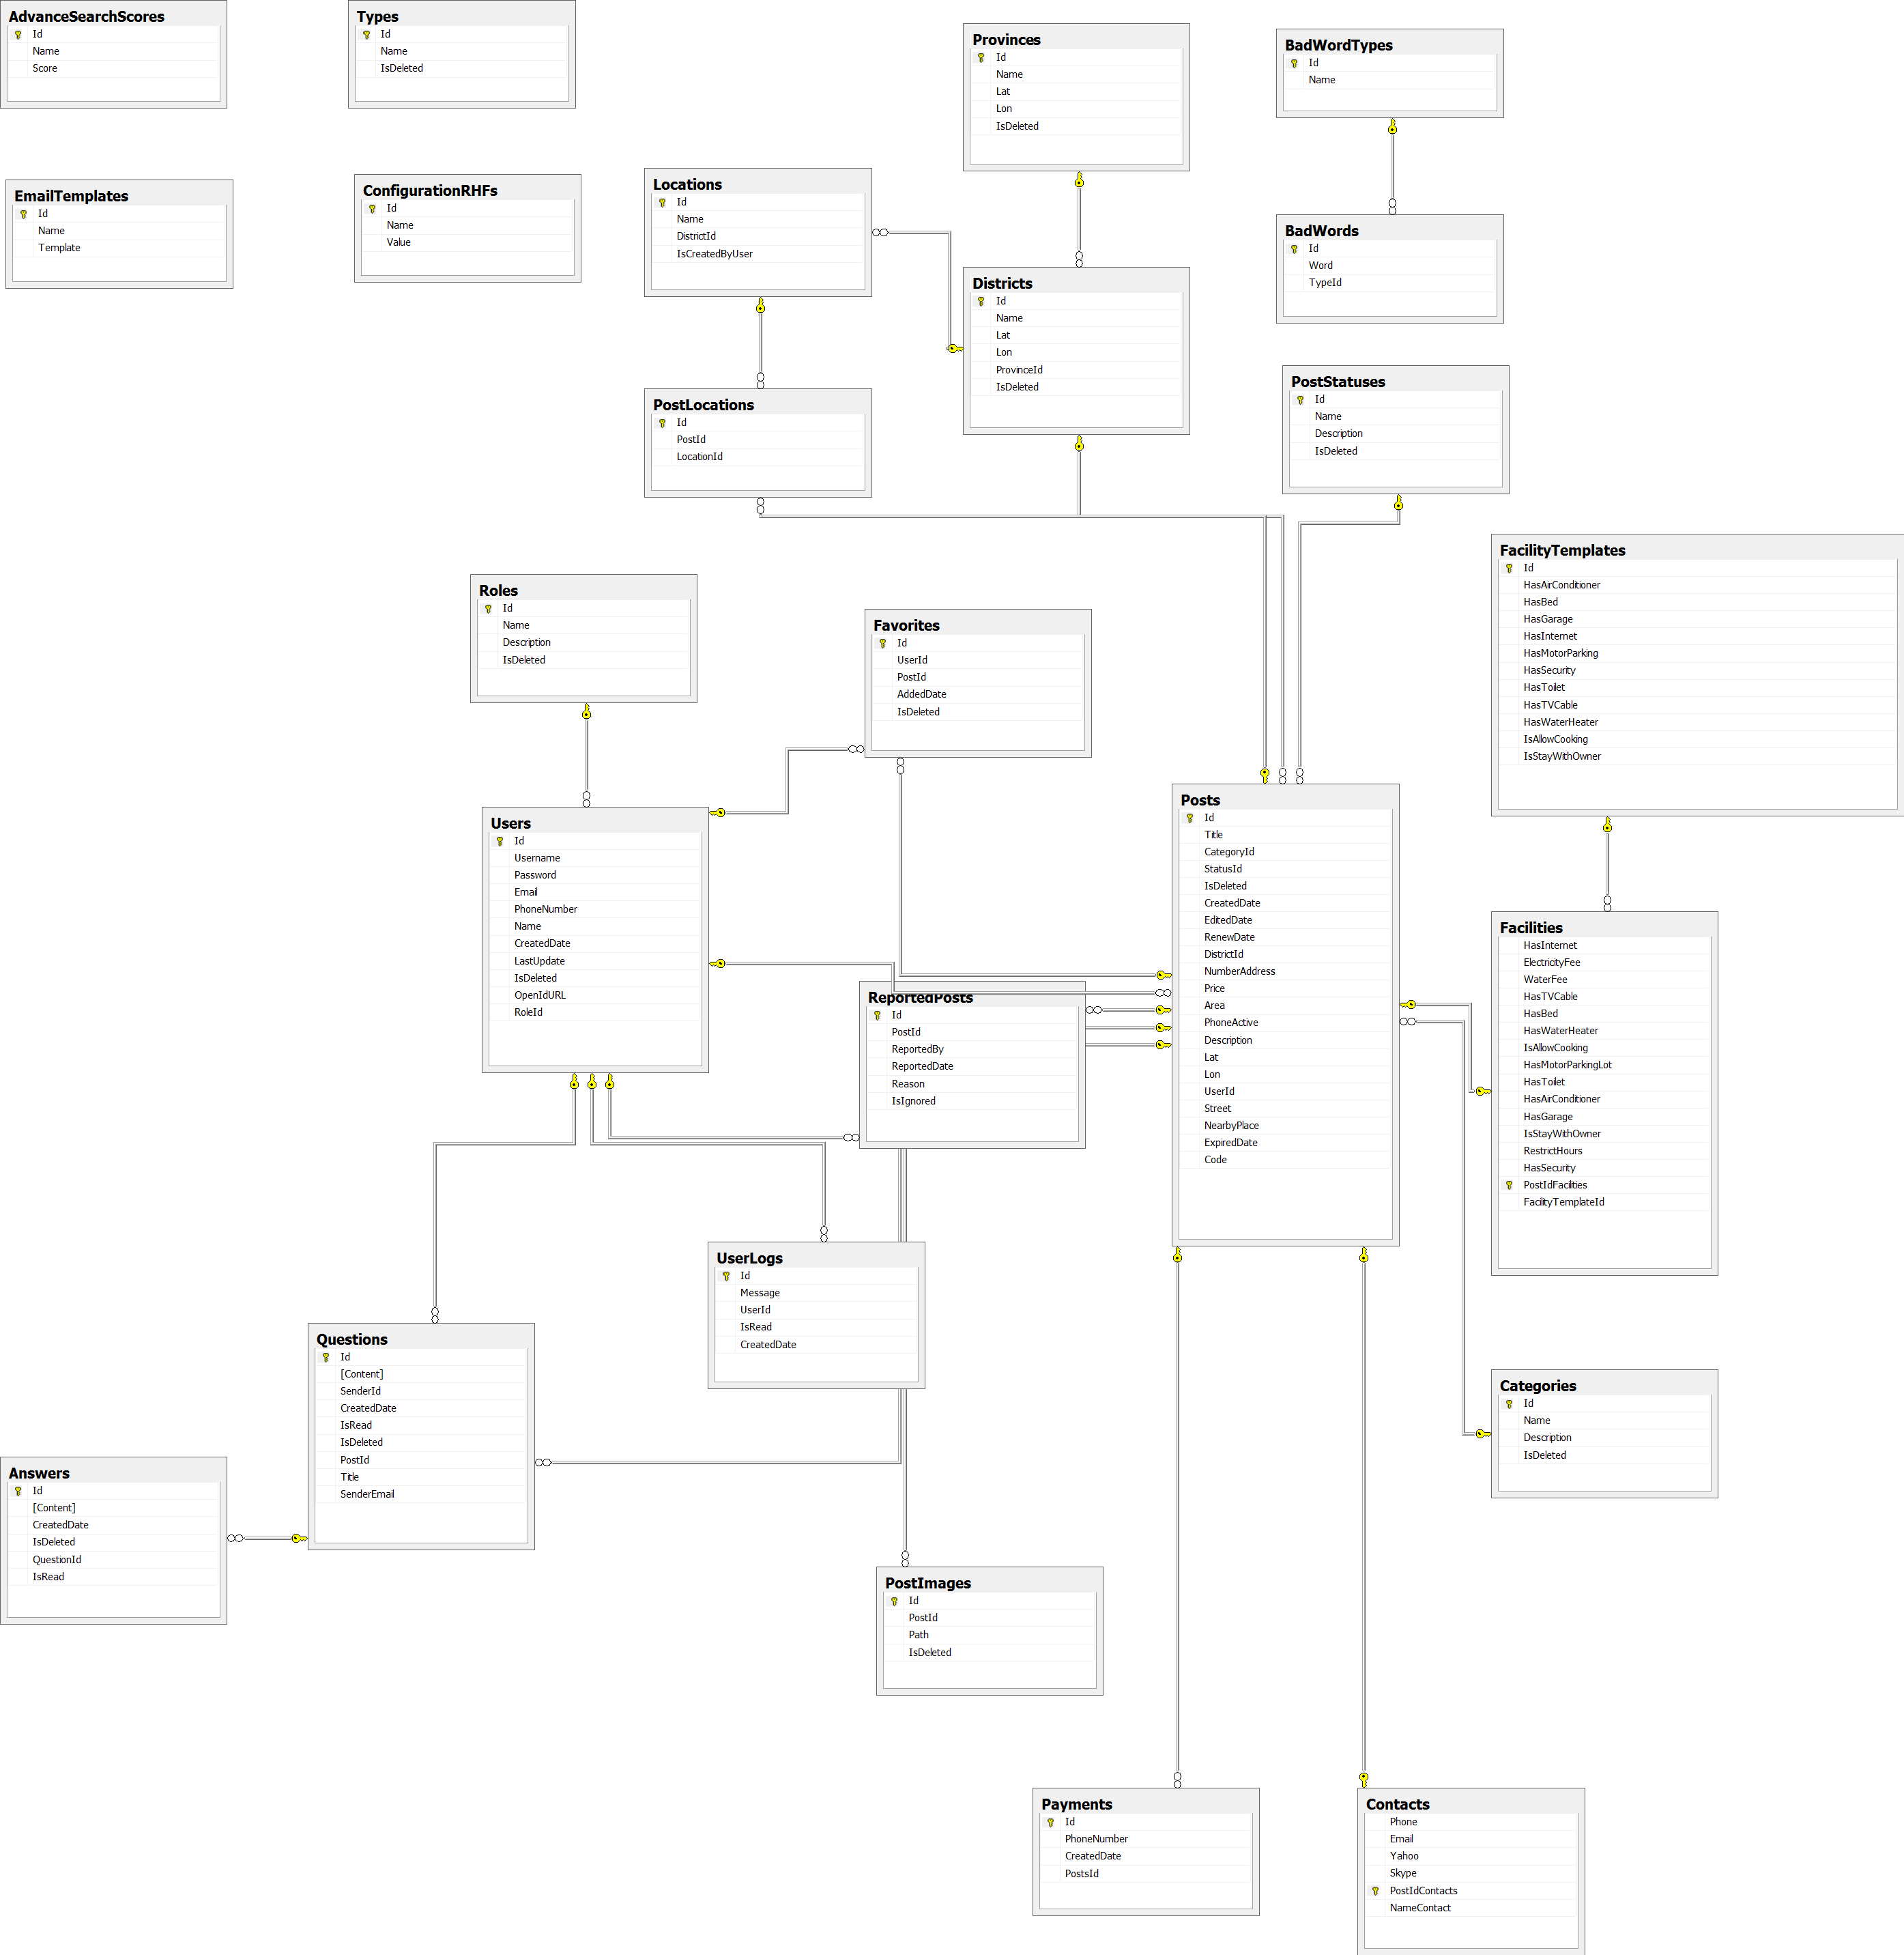 AdvanceSearchScores
Id
Name
Score
Types
Id
Name
IsDeleted
Provinces
Id
Name
Lat
Lon
IsDeleted
BadWordTypes
Id
Name
EmailTemplates
Id
Name
Template
ConfigurationRHFs
Id
Name
Value
Locations
Id
Name
DistrictId
IsCreatedByUser
Districts
Id
Name
Lat
Lon
ProvinceId
IsDeleted
BadWords
Id
Word
TypeId
PostLocations
Id
PostId
LocationId
PostStatuses
Id
Name
Description
IsDeleted
FacilityTemplates
Id
HasAirConditioner
HasBed
HasGarage
HasInternet
HasMotorParking
HasSecurity
HasToilet
HasTVCable
HasWaterHeater
IsAllowCooking
IsStayWithOwner
Roles
Id
Name
Description
IsDeleted
Favorites
Id
UserId
PostId
AddedDate
IsDeleted
Users
Id
Username
Password
Email
PhoneNumber
Name
CreatedDate
LastUpdate
IsDeleted
OpenIdURL
RoleId
Posts
Id
Title
CategoryId
StatusId
IsDeleted
CreatedDate
EditedDate
RenewDate
DistrictId
NumberAddress
Price
Area
PhoneActive
Description
Lat
Lon
UserId
Street
NearbyPlace
ExpiredDate
Code
Facilities
HasInternet
ElectricityFee
WaterFee
HasTVCable
HasBed
HasWaterHeater
IsAllowCooking
HasMotorParkingLot
HasToilet
HasAirConditioner
HasGarage
IsStayWithOwner
RestrictHours
HasSecurity
PostIdFacilities
FacilityTemplateId
ReportedPosts
Id
PostId
ReportedBy
ReportedDate
Reason
IsIgnored
UserLogs
Id
Message
UserId
IsRead
CreatedDate
Questions
Id
[Content]
SenderId
CreatedDate
IsRead
IsDeleted
PostId
Title
SenderEmail
Categories
Id
Name
Description
IsDeleted
Answers
Id
[Content]
CreatedDate
IsDeleted
QuestionId
IsRead
PostImages
Id
PostId
Path
IsDeleted
Payments
Id
PhoneNumber
CreatedDate
PostsId
Contacts
Phone
Email
Yahoo
Skype
PostIdContacts
NameContact